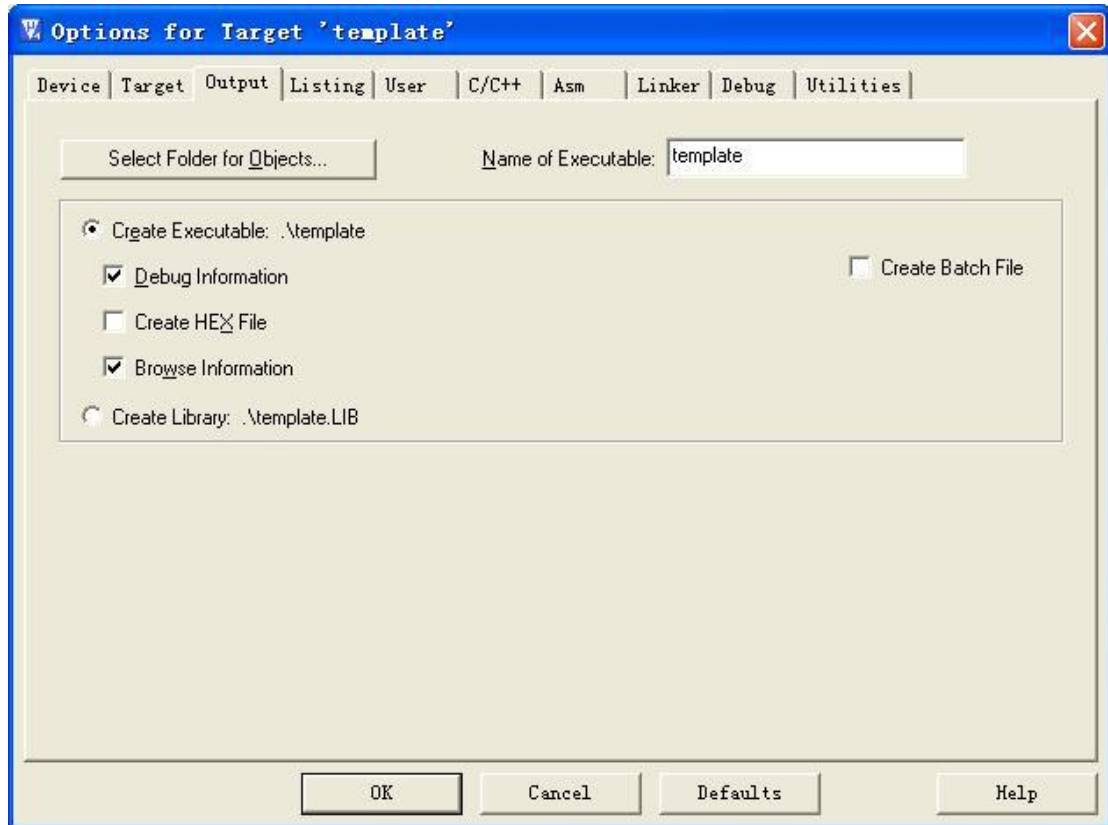 Options for Target 'template'
Device Target Output Listing User C/C++ Asm Linker Debug Utilities
Select Folder for Objects... Name of Executable: template
Create Executable: .\template
Debug Information Create Batch File
Create HEX File
Browse Information
Create Library: .\template.LIB
OK Cancel Defaults Help